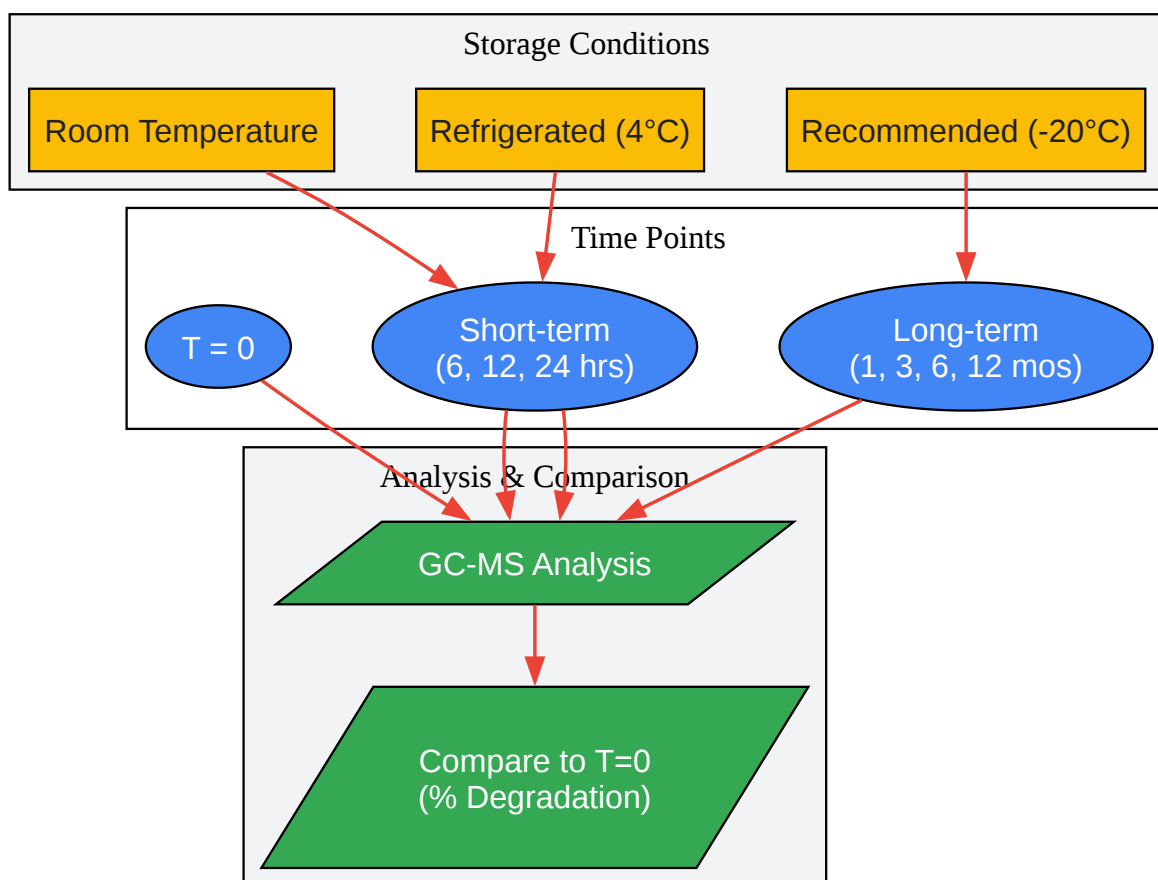 Storage Conditions
Room Temperature
Refrigerated (4°C)
Recommended (-20°C)
Time Points
T = 0
Short-term
(6, 12, 24 hrs)
Long-term
(1, 3, 6, 12 mos)
Analysis & Comparison
GC-MS Analysis
Compare to T=0
(% Degradation)